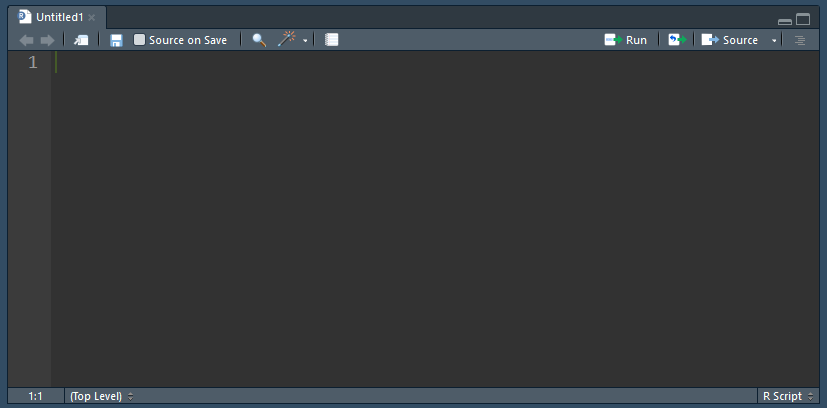 Untitled1
Source on Save Run Source
1
1:1 (Top Level) R Script